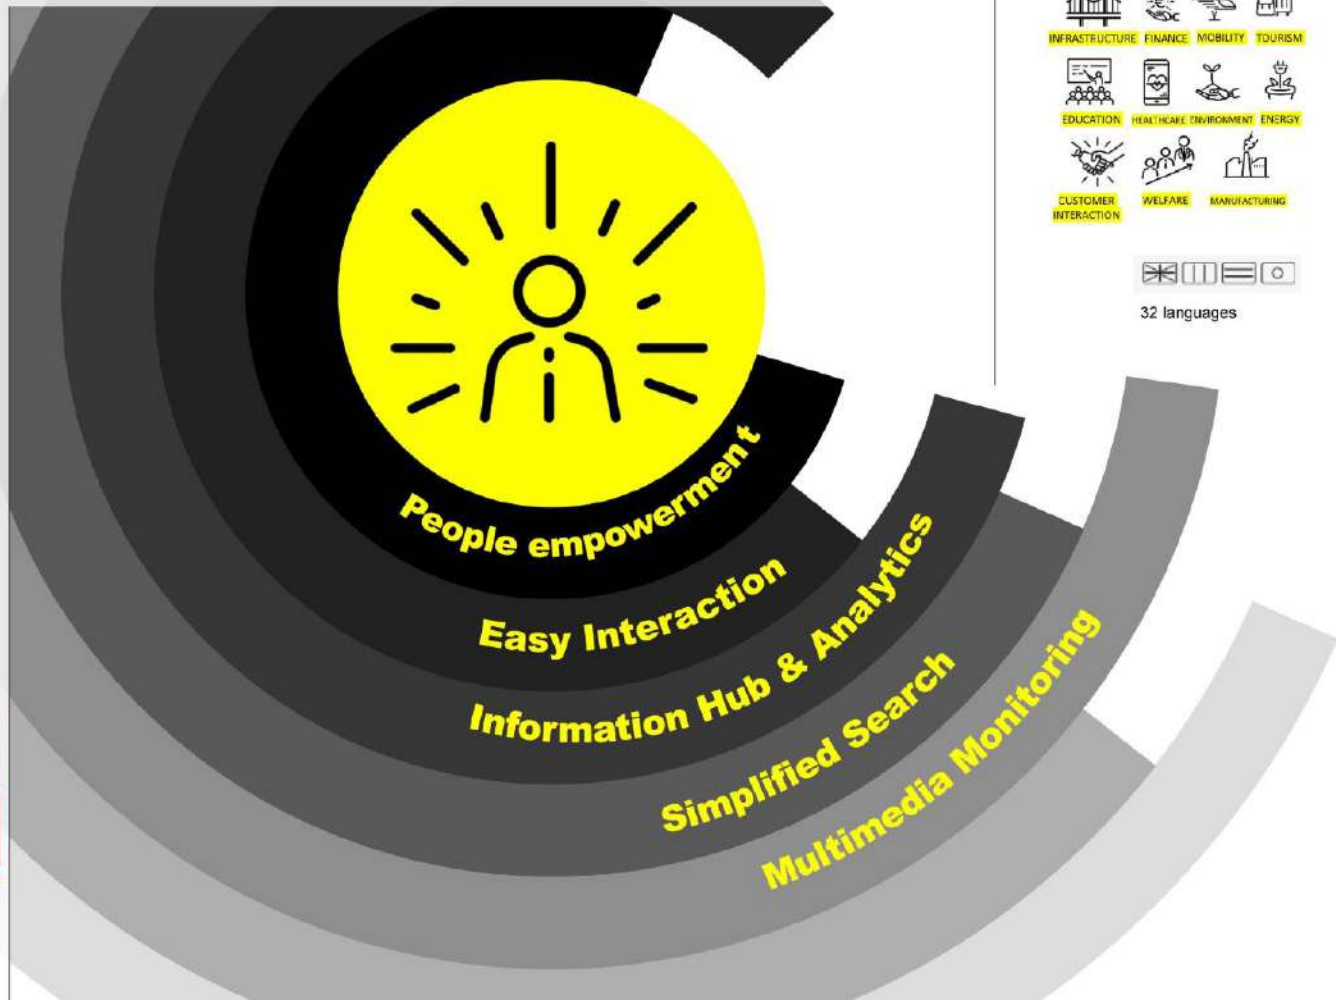 INFRASTRUCTURE FINANCE MOBILITY TOURISM
EDUCATION HEALTHCARE ENVIRONMENT ENERGY
CUSTOMER INTERACTION WELFARE MANUFACTURING
32 languages
People empowerment
Easy Interaction
Information Hub & Analytics
Simplified Search
Multimedia Monitoring